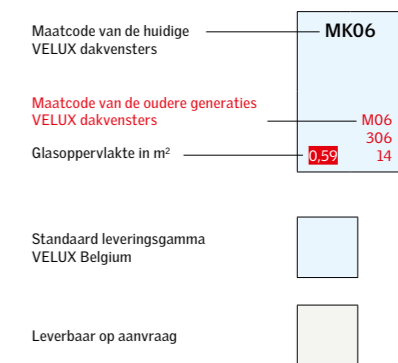 Maatcode van de huidige
VELUX dakvensters
MK06
Maatcode van de oudere generaties
VELUX dakvensters
M06
306
Glasoppervlakte in m²
0,59
14
Standaard leveringsgamma
VELUX Belgium
Leverbaar op aanvraag